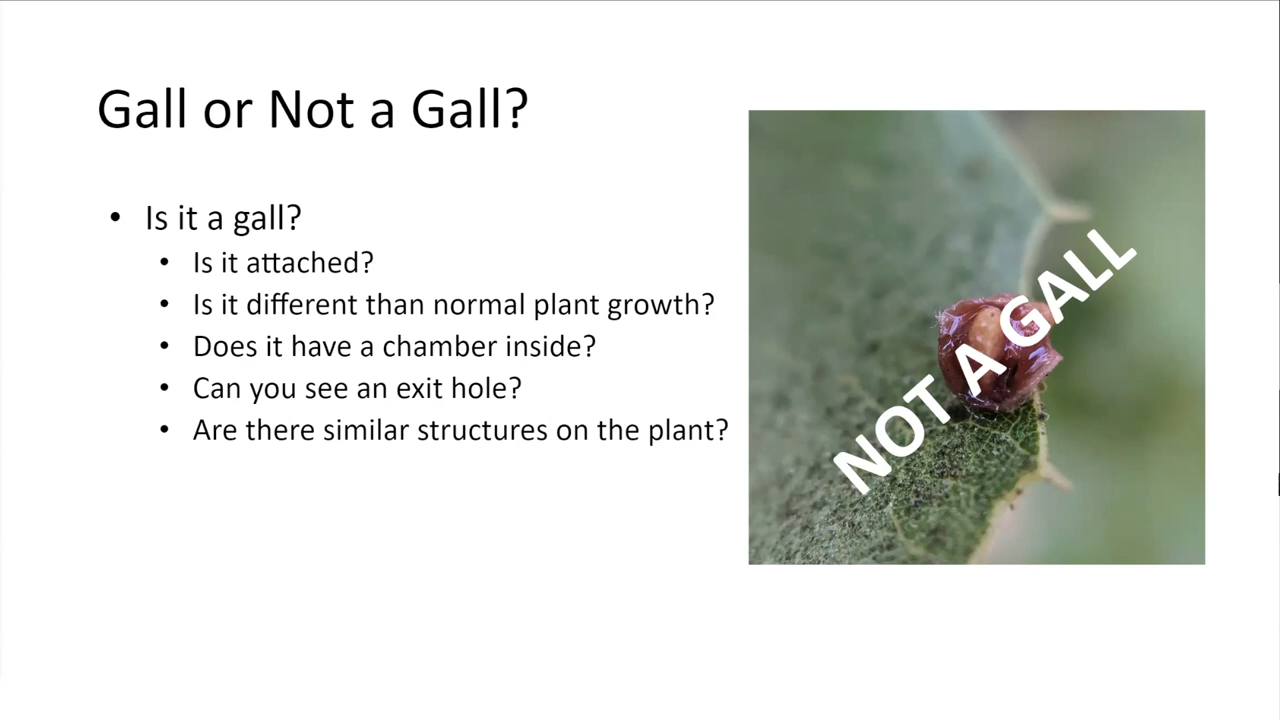 Gall or Not a Gall?
• Is it a gall?
• Is it attached?
• Is it different than normal plant growth?
• Does it have a chamber inside?
• Can you see an exit hole?
• Are there similar structures on the plant?
NOT A GALL